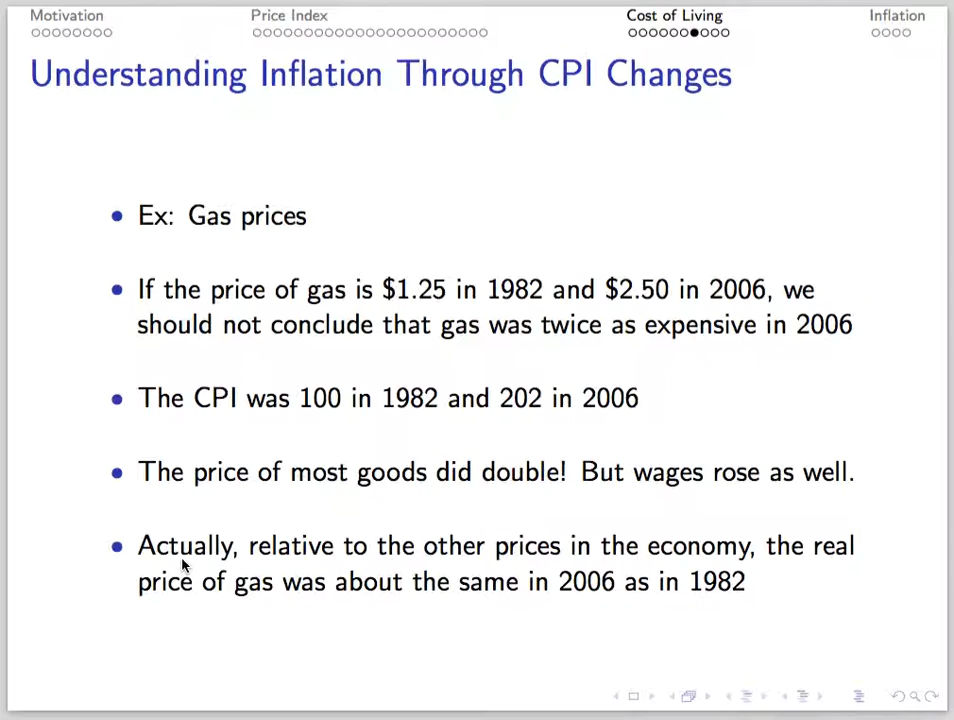 Motivation Price Index Cost of Living Inflation
Understanding Inflation Through CPI Changes
Ex: Gas prices
If the price of gas is $1.25 in 1982 and $2.50 in 2006, we
should not conclude that gas was twice as expensive in 2006
The CPI was 100 in 1982 and 202 in 2006
The price of most goods did double! But wages rose as well.
Actually, relative to the other prices in the economy, the real
price of gas was about the same in 2006 as in 1982